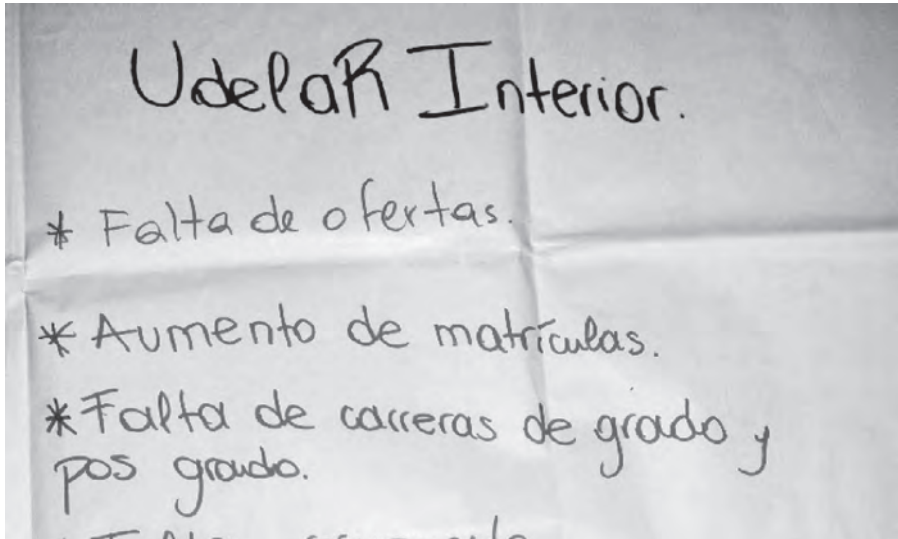 UdelaR Interior.
* Falta de ofertas.
* Aumento de matrículas.
* Falta de carreras de grado y
pos grado.